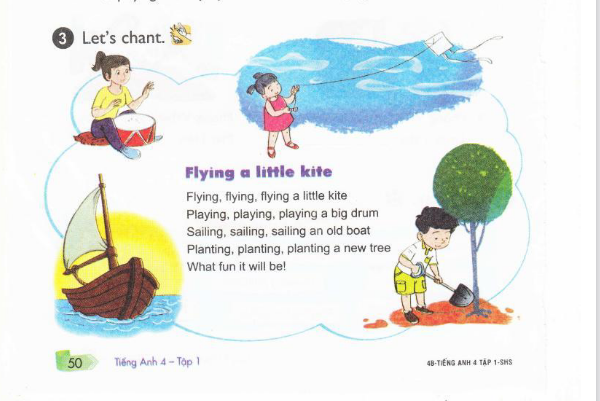 3 Let's chant.
Flying a little kite
Flying, flying, flying a little kite
Playing, playing, playing a big drum
Sailing, sailing, sailing an old boat
Planting, planting, planting a new tree
What fun it will be!
50 Tiếng Anh 4 – Tập 1
4B-TIẾNG ANH 4 TẬP 1-SHS